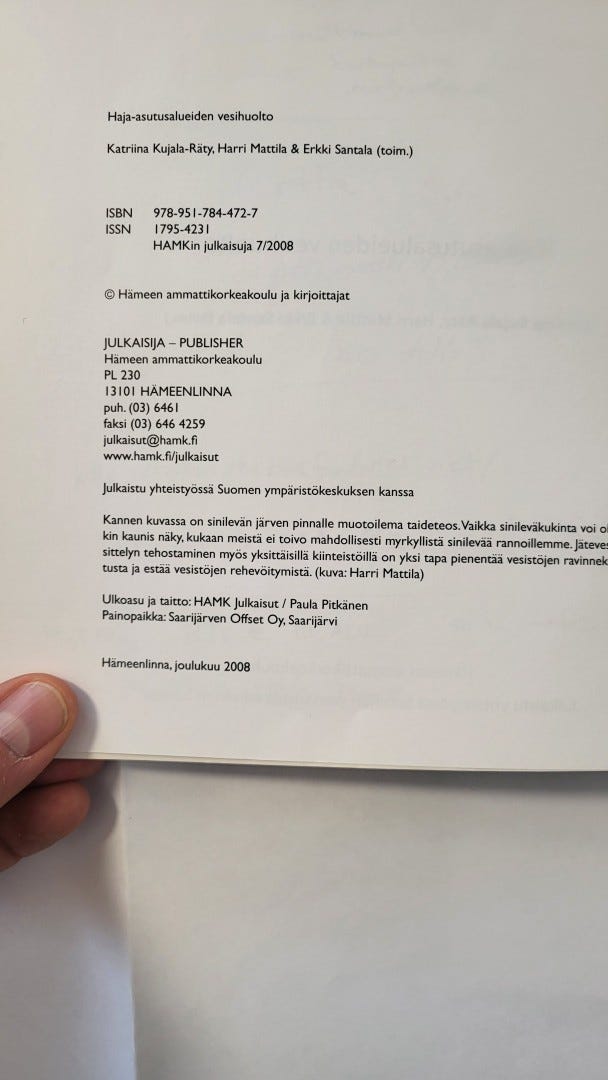 Haja-asutusalueiden vesihuolto
Katriina Kujala-Räty, Harri Mattila & Erkki Santala (toim.)
ISBN 978-951-784-472-7
ISSN 1795-4231
HAMKin julkaisuja 7/2008
© Hämeen ammattikorkeakoulu ja kirjoittajat
JULKAISIJA – PUBLISHER
Hämeen ammattikorkeakoulu
PL 230
13101 HÄMEENLINNA
puh. (03) 6461
faksi (03) 646 4259
julkaisut@hamk.fi
www.hamk.fi/julkaisut
Julkaistu yhteistyössä Suomen ympäristökeskuksen kanssa
Kannen kuvassa on sinilevän järven pinnalle muotoilema taideteos. Vaikka sinileväkukinta voi ol
kin kaunis näky, kukaan meistä ei toivo mahdollisesti myrkyllistä sinilevää rannoillemme. Jäteves
sittelyn tehostaminen myös yksittäisillä kiinteistöillä on yksi tapa pienentää vesistöjen ravinnek
tusta ja estää vesistöjen rehevöitymistä. (kuva: Harri Mattila)
Ulkoasu ja taitto: HAMK Julkaisut / Paula Pitkänen
Painopaikka: Saarijärven Offset Oy, Saarijärvi
Hämeenlinna, joulukuu 2008